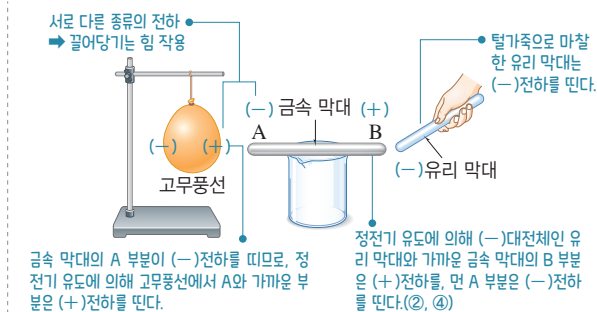 서로 다른 종류의 전하
➡ 끌어당기는 힘 작용
털가죽으로 마찰
한 유리 막대는
(-)전하를 띤다.
(-) 금속 막대 (+)
A
B
(-) (+)
고무풍선
(-)유리 막대
금속 막대의 A 부분이 (-)전하를 띠므로, 정
전기 유도에 의해 고무풍선에서 A와 가까운 부
분은 (+)전하를 띤다.
정전기 유도에 의해 (-)대전체인 유
리 막대와 가까운 금속 막대의 B 부분
은 (+)전하를, 먼 A 부분은 (-)전하
를 띤다.(②, ④)